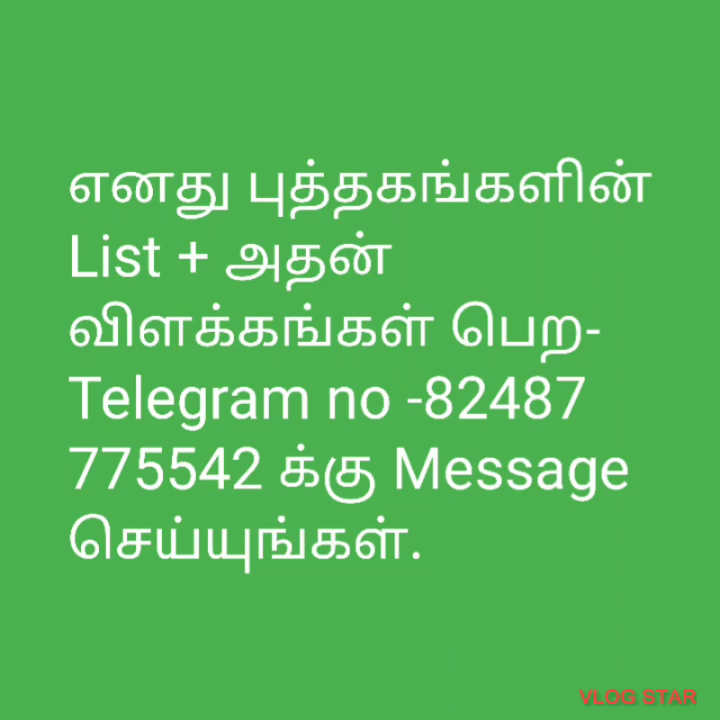 எனது புத்தகங்களின்
List + அதன்
விளக்கங்கள் பெற-
Telegram no -82487
775542 க்கு Message
செய்யுங்கள்.
VLOG STAR